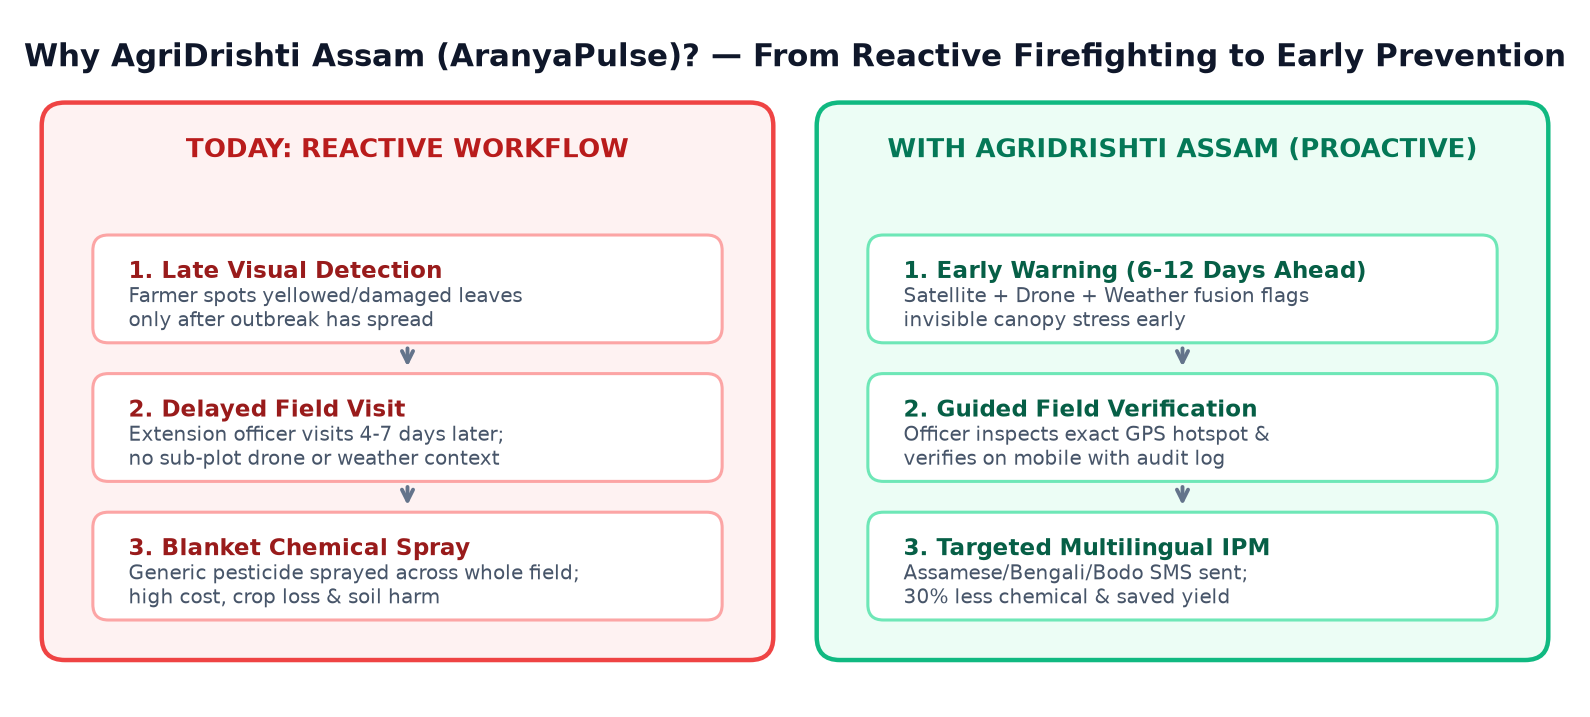 Why AgriDrishti Assam (AranyaPulse)? — From Reactive Firefighting to Early Prevention
TODAY: REACTIVE WORKFLOW
1. Late Visual Detection
Farmer spots yellowed/damaged leaves
only after outbreak has spread
2. Delayed Field Visit
Extension officer visits 4-7 days later;
no sub-plot drone or weather context
3. Blanket Chemical Spray
Generic pesticide sprayed across whole field;
high cost, crop loss & soil harm
WITH AGRIDRISHTI ASSAM (PROACTIVE)
1. Early Warning (6-12 Days Ahead)
Satellite + Drone + Weather fusion flags
invisible canopy stress early
2. Guided Field Verification
Officer inspects exact GPS hotspot &
verifies on mobile with audit log
3. Targeted Multilingual IPM
Assamese/Bengali/Bodo SMS sent;
30% less chemical & saved yield